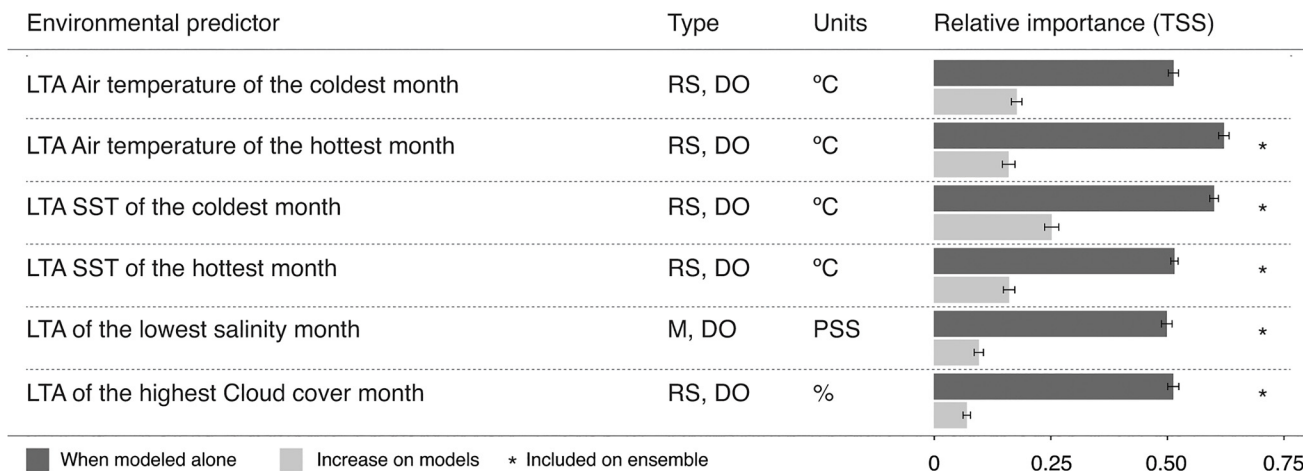 Environmental predictor Type Units Relative importance (TSS)
LTA Air temperature of the coldest month RS, DO ºC
LTA Air temperature of the hottest month RS, DO ºC *
LTA SST of the coldest month RS, DO ºC *
LTA SST of the hottest month RS, DO ºC *
LTA of the lowest salinity month M, DO PSS *
LTA of the highest Cloud cover month RS, DO % *
When modeled alone Increase on models * Included on ensemble 0 0.25 0.50 0.75